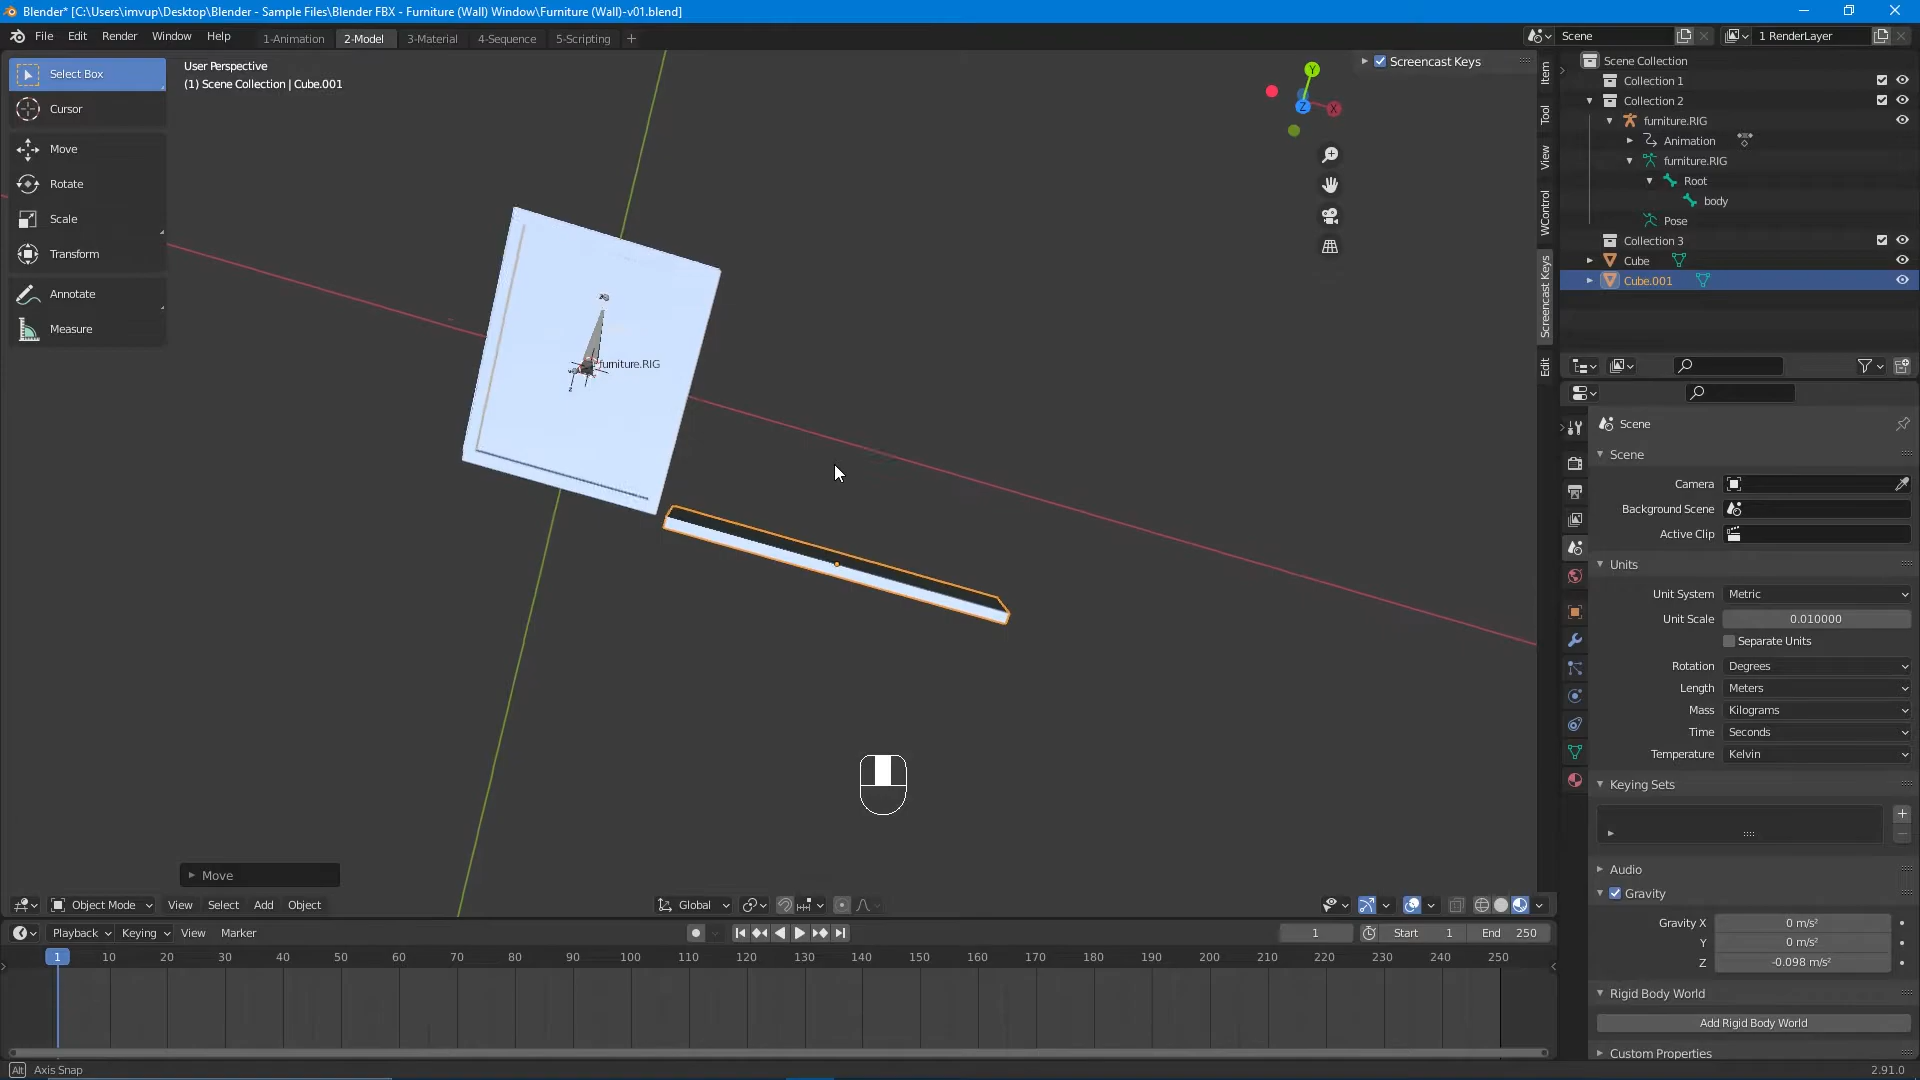 Blender* [C:\Users\imvup\Desktop\Blender - Sample Files\Blender FBX - Furniture (Wall) Window\Furniture (Wall)-v01.blend]
File Edit Render Window Help 1-Animation 2-Model 3-Material 4-Sequence 5-Scripting + Scene 1 RenderLayer
Select Box
Cursor
Move
Rotate
Scale
Transform
Annotate
Measure
User Perspective
(1) Scene Collection | Cube.001
furniture.RIG
Screencast Keys
Y
Z
X
Item
Tool
View
WControl
Screencast Keys
Edit
Scene Collection
Collection 1
Collection 2
furniture.RIG
Animation
furniture.RIG
Root
body
Pose
Collection 3
Cube
Cube.001
Scene
Scene
Camera
Background Scene
Active Clip
Units
Unit System Metric
Unit Scale 0.010000
Separate Units
Rotation Degrees
Length Meters
Mass Kilograms
Time Seconds
Temperature Kelvin
Keying Sets
Audio
Gravity
Gravity X 0 m/s²
Y 0 m/s²
Z -0.098 m/s²
Rigid Body World
Add Rigid Body World
Custom Properties
Move
Object Mode View Select Add Object Global
Playback Keying View Marker 1 Start 1 End 250
1 10 20 30 40 50 60 70 80 90 100 110 120 130 140 150 160 170 180 190 200 210 220 230 240 250
Alt Axis Snap 2.91.0